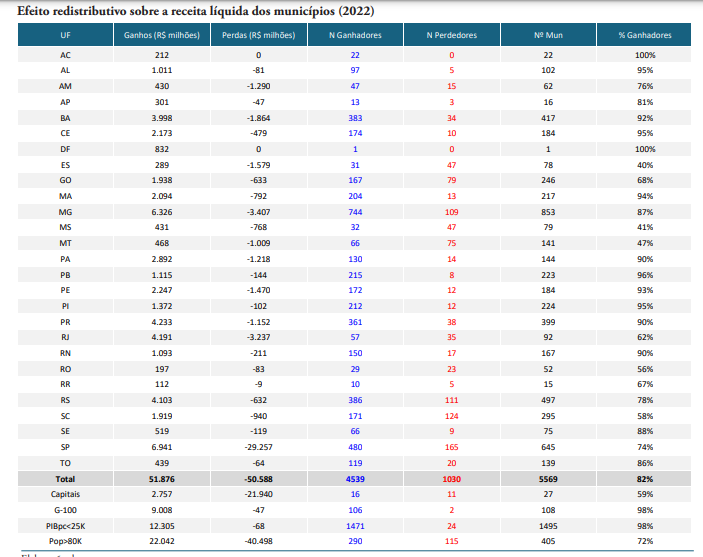 Efeito redistributivo sobre a receita líquida dos municípios (2022)
UF Ganhos (R$ milhões) Perdas (R$ milhões) N Ganhadores N Perdedores Nº Mun % Ganhadores
AC 212 0 22 0 22 100%
AL 1.011 -81 97 5 102 95%
AM 430 -1.290 47 15 62 76%
AP 301 -47 13 3 16 81%
BA 3.998 -1.864 383 34 417 92%
CE 2.173 -479 174 10 184 95%
DF 832 0 1 0 1 100%
ES 289 -1.579 31 47 78 40%
GO 1.938 -633 167 79 246 68%
MA 2.094 -792 204 13 217 94%
MG 6.326 -3.407 744 109 853 87%
MS 431 -768 32 47 79 41%
MT 468 -1.009 66 75 141 47%
PA 2.892 -1.218 130 14 144 90%
PB 1.115 -144 215 8 223 96%
PE 2.247 -1.470 172 12 184 93%
PI 1.372 -102 212 12 224 95%
PR 4.233 -1.152 361 38 399 90%
RJ 4.191 -3.237 57 35 92 62%
RN 1.093 -211 150 17 167 90%
RO 197 -83 29 23 52 56%
RR 112 -9 10 5 15 67%
RS 4.103 -632 386 111 497 78%
SC 1.919 -940 171 124 295 58%
SE 519 -119 66 9 75 88%
SP 6.941 -29.257 480 165 645 74%
TO 439 -64 119 20 139 86%
Total 51.876 -50.588 4539 1030 5569 82%
Capitais 2.757 -21.940 16 11 27 59%
G-100 9.008 -47 106 2 108 98%
PIBpc<25K 12.305 -68 1471 24 1495 98%
Pop>80K 22.042 -40.498 290 115 405 72%